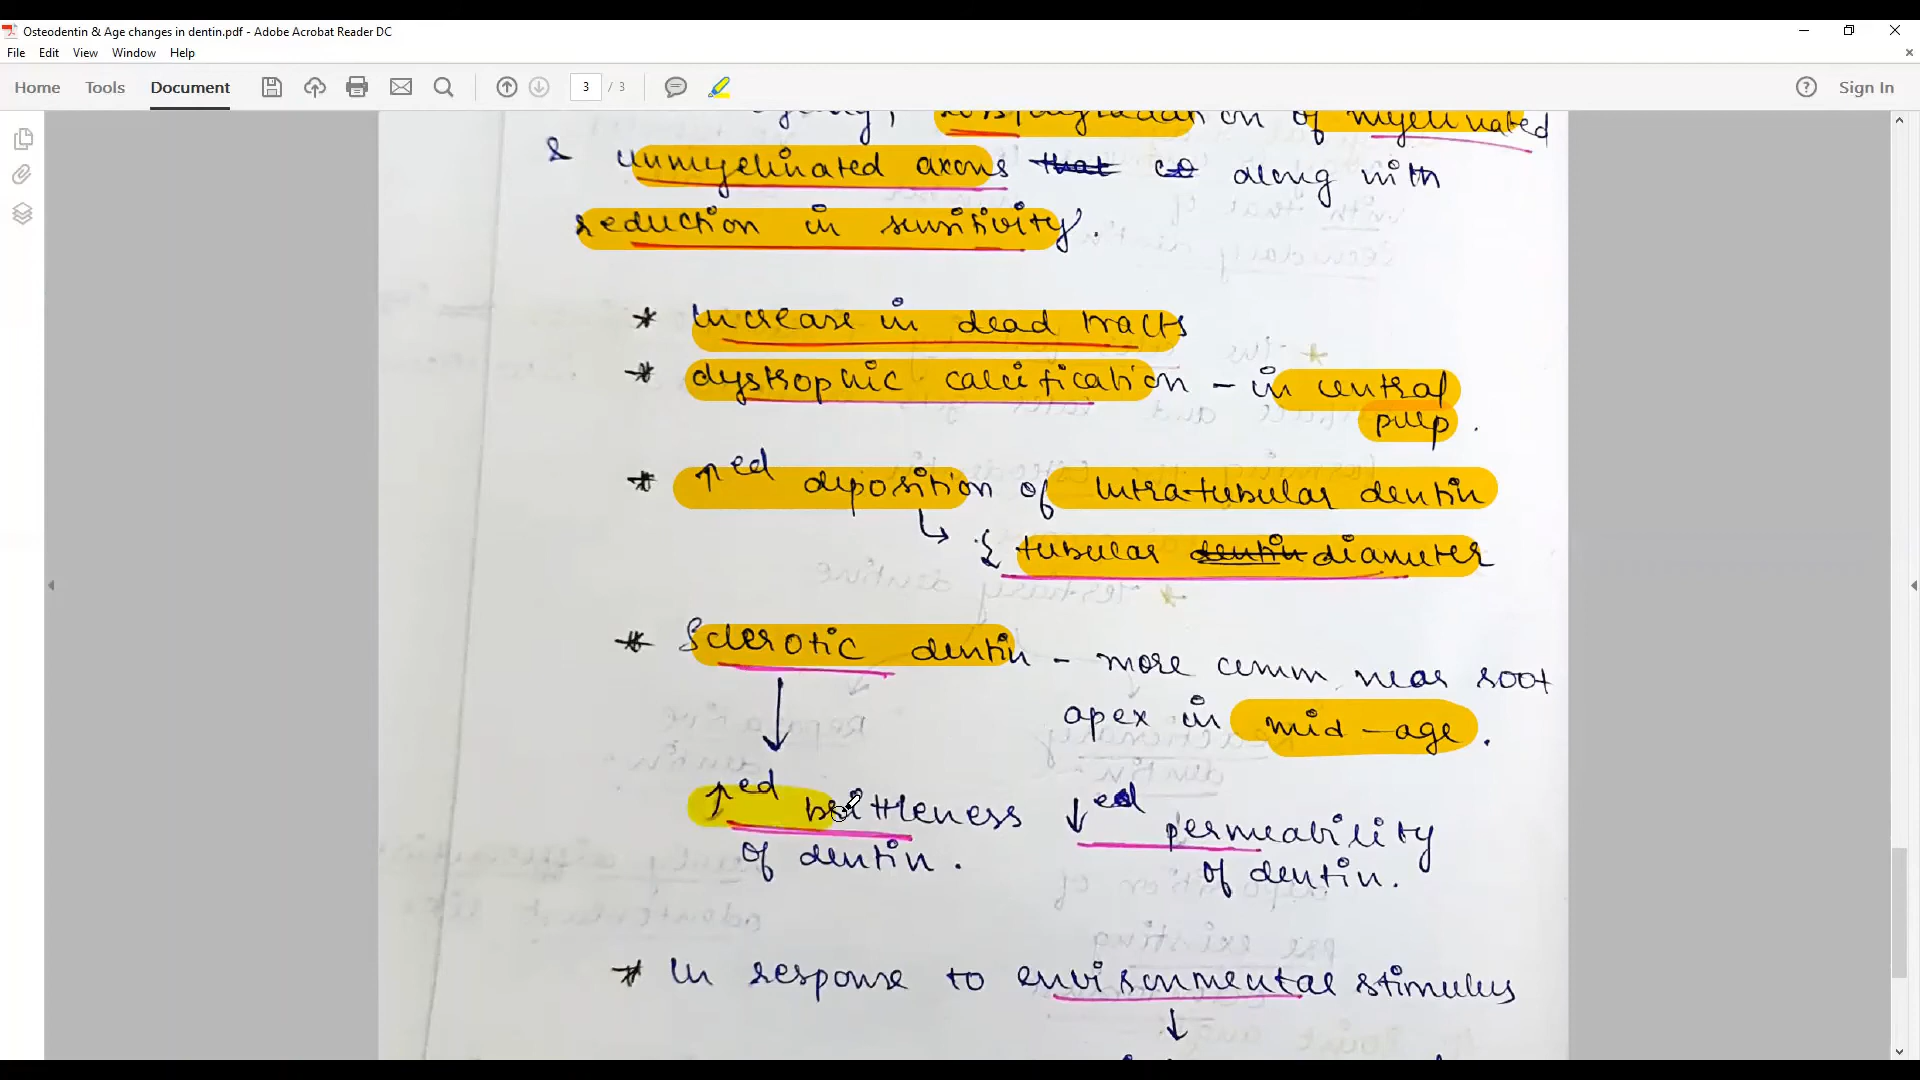 Osteodentin & Age changes in dentin.pdf - Adobe Acrobat Reader DC
File Edit View Window Help
Home Tools Document 3 / 3 Sign In
of myelinated
& unmyelinated axons that co along with
reduction in sensitivity.
* Increase in dead tracts
* dystrophic calcification - in central
pulp.
* ↑ed deposition of Intra-tubular dentin
↳ { tubular dentin diameter
* Sclerotic dentin - more comm. near root
↓ apex in mid-age.
↑ed brittleness ↓ed permeability
of dentin. of dentin.
* In response to environmental stimulus
↓